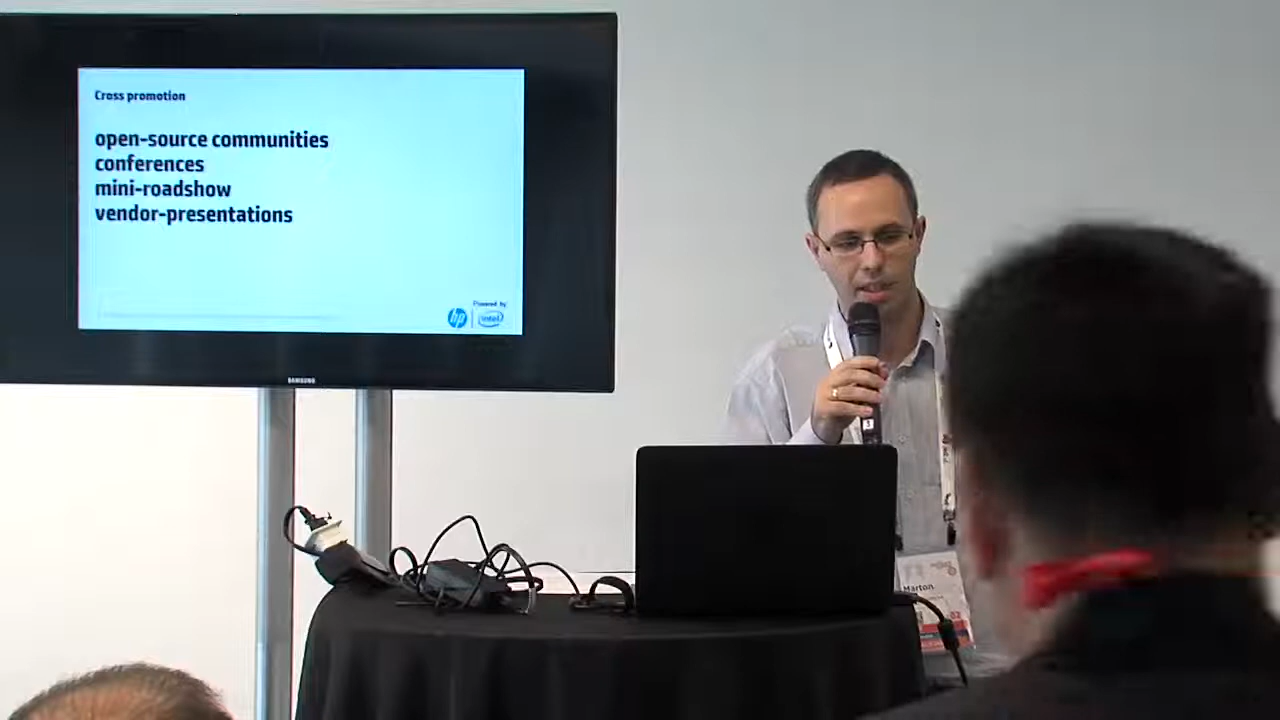 Cross promotion
open-source communities
conferences
mini-roadshow
vendor-presentations
Powered by
hp
intel
SAMSUNG
Marton